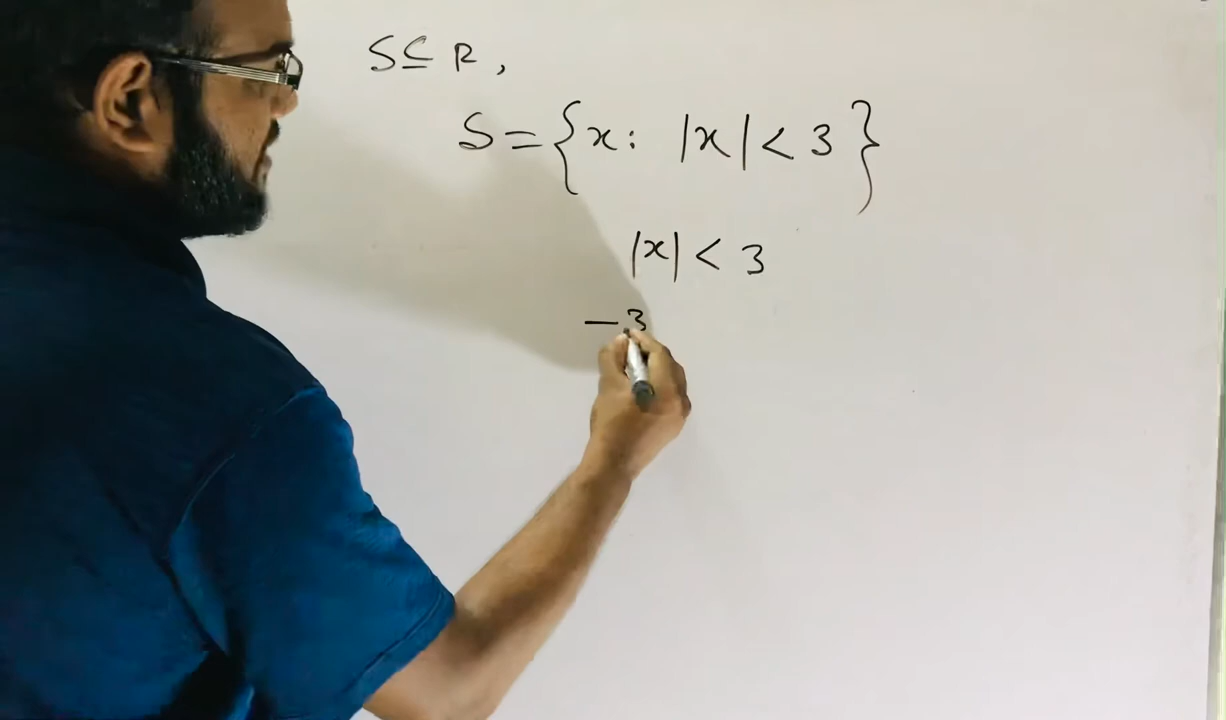 S ⊆ R,
S = {x: |x| < 3}
|x| < 3
-3